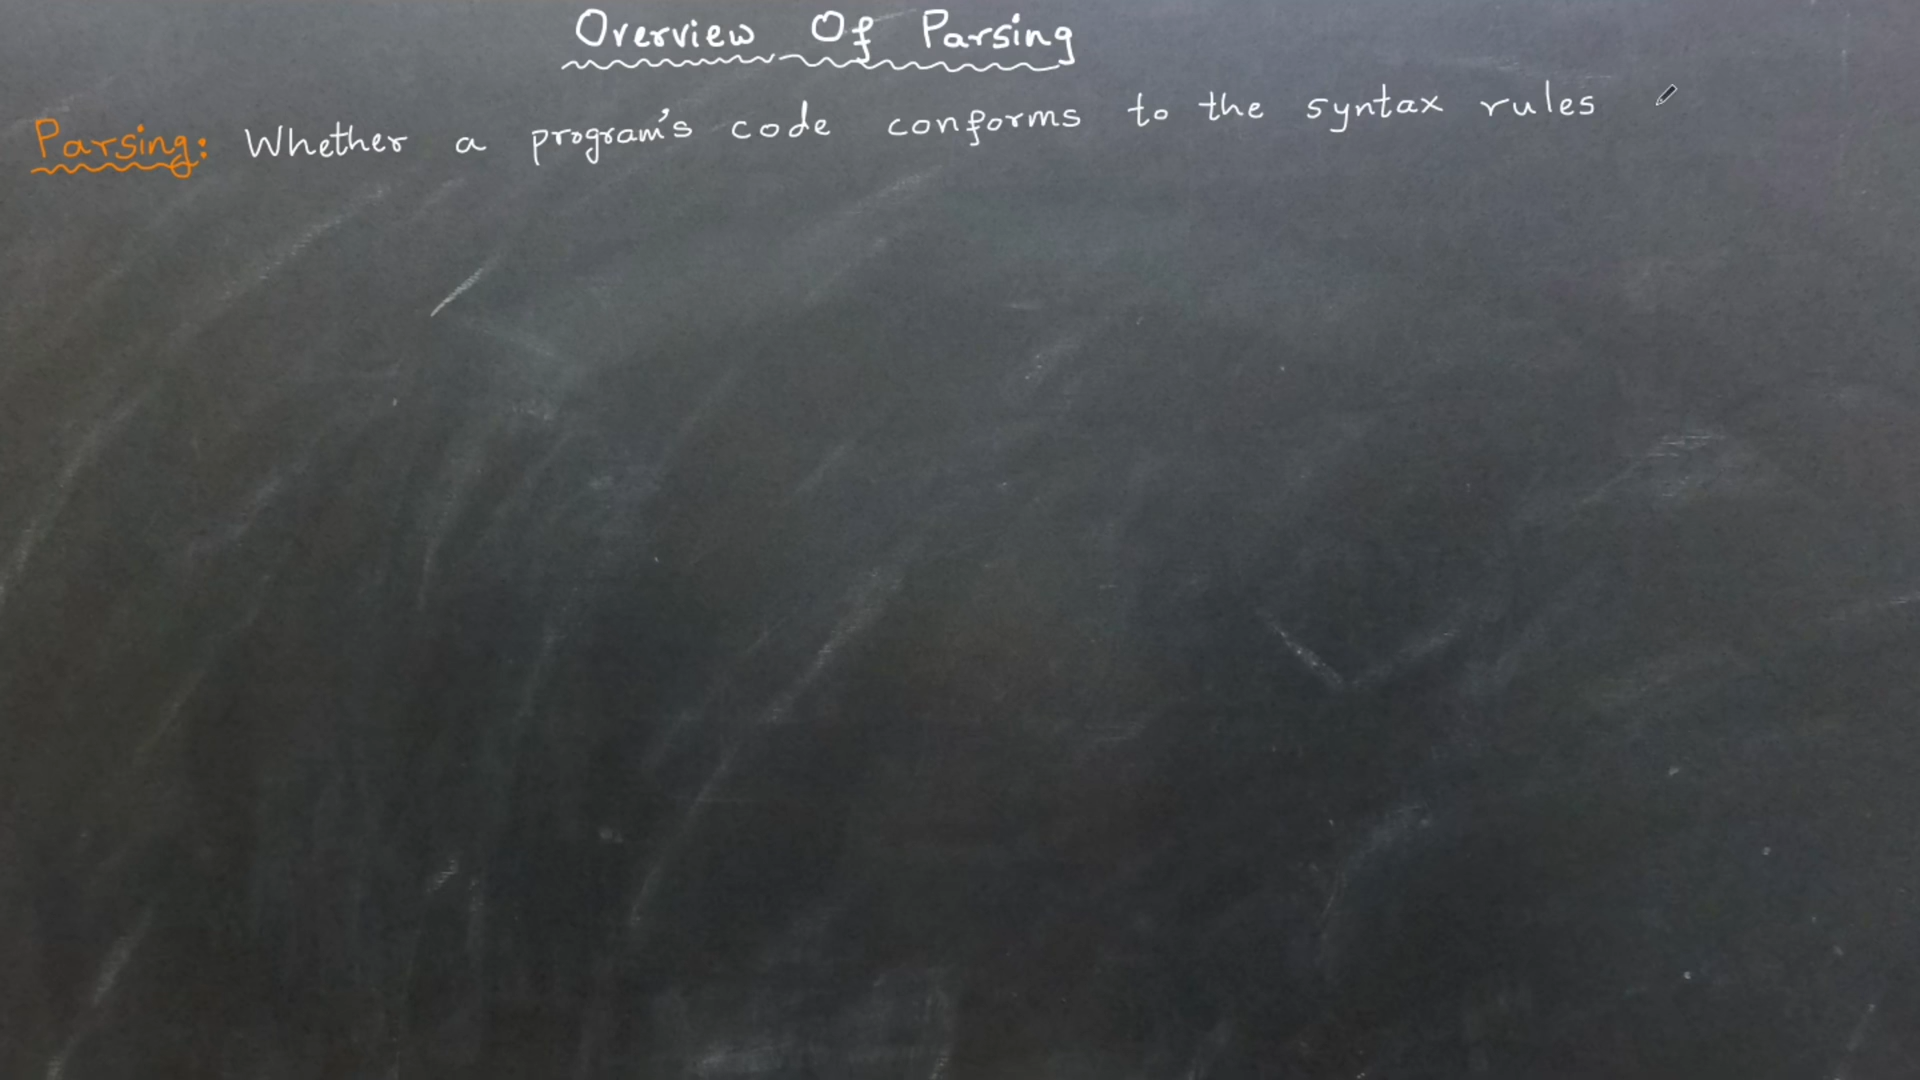 Overview Of Parsing
Parsing: Whether a program's code conforms to the syntax rules